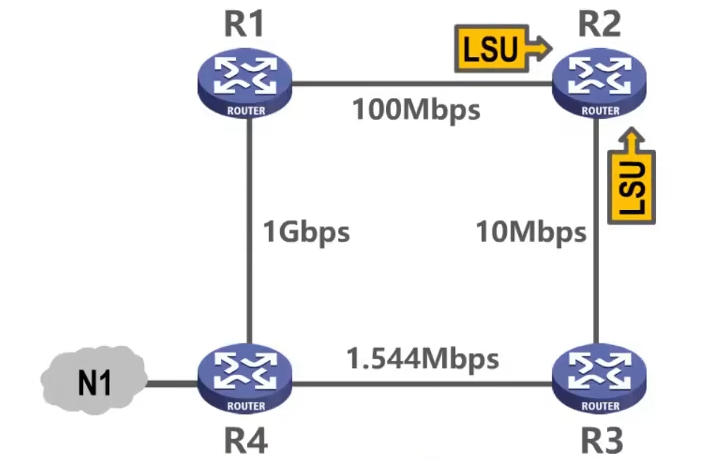 R1
R2
LSU
ROUTER
ROUTER
100Mbps
LSU
1Gbps
10Mbps
N1
1.544Mbps
ROUTER
ROUTER
R4
R3